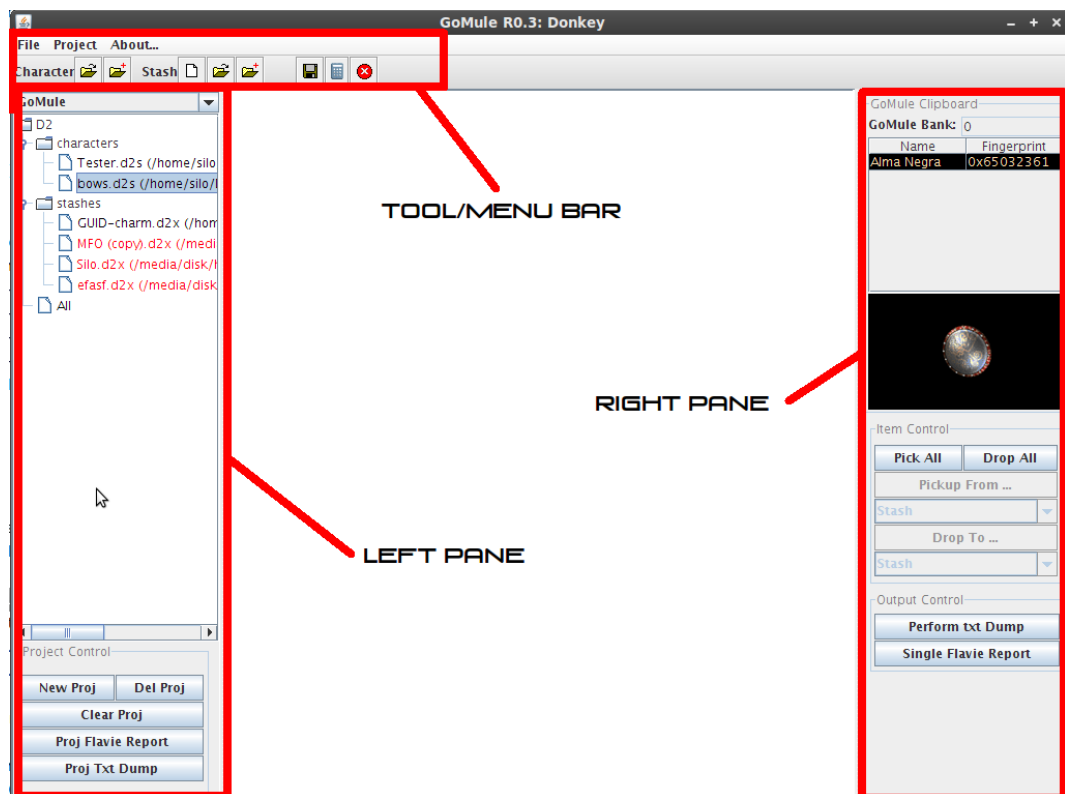 GoMule R0.3: Donkey
File Project About...
Character Stash
GoMule
D2
characters
Tester.d2s (/home/silo
bows.d2s (/home/silo/
stashes
GUID-charm.d2x (/hom
MFO (copy).d2x (/medi
Silo.d2x (/media/disk/
efasf.d2x (/media/disk
All
TOOL/MENU BAR
LEFT PANE
RIGHT PANE
Project Control
New Proj Del Proj
Clear Proj
Proj Flavie Report
Proj Txt Dump
GoMule Clipboard
GoMule Bank: 0
Name Fingerprint
Alma Negra 0x65032361
Item Control
Pick All Drop All
Pickup From ...
Stash
Drop To ...
Stash
Output Control
Perform txt Dump
Single Flavie Report